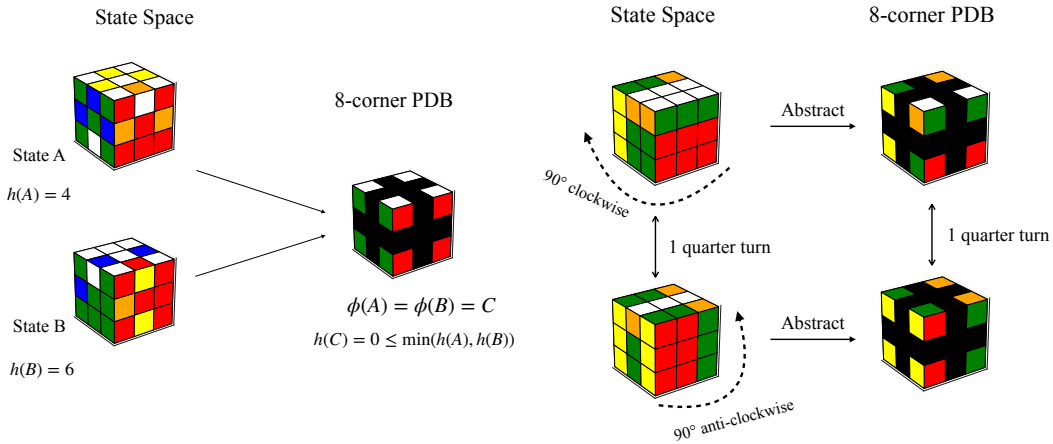 State Space
8-corner PDB
State A
h(A) = 4
State B
h(B) = 6
ϕ(A) = ϕ(B) = C
h(C) = 0 ≤ min(h(A), h(B))
State Space
8-corner PDB
Abstract
90° clockwise
1 quarter turn
1 quarter turn
Abstract
90° anti-clockwise